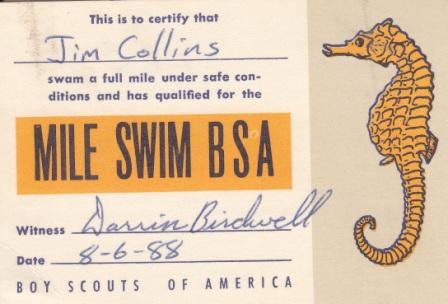 This is to certify that
Jim Collins
swam a full mile under safe con-
ditions and has qualified for the
MILE SWIM BSA
Witness Darrin Birdwell
Date 8-6-88
BOY SCOUTS OF AMERICA